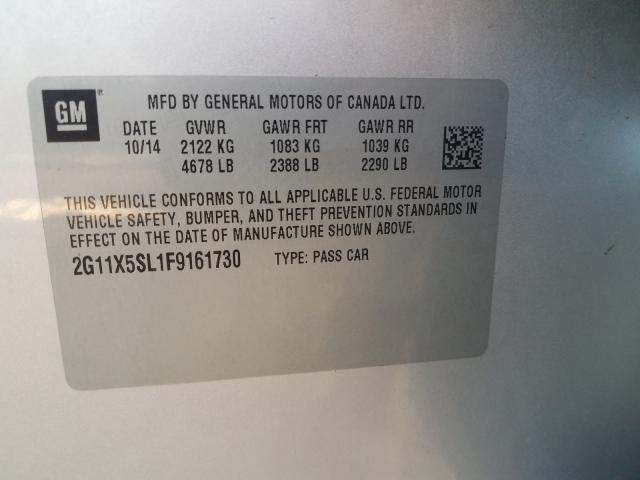 GM
®
MFD BY GENERAL MOTORS OF CANADA LTD.
DATE GVWR GAWR FRT GAWR RR
10/14 2122 KG 1083 KG 1039 KG
4678 LB 2388 LB 2290 LB
THIS VEHICLE CONFORMS TO ALL APPLICABLE U.S. FEDERAL MOTOR
VEHICLE SAFETY, BUMPER, AND THEFT PREVENTION STANDARDS IN
EFFECT ON THE DATE OF MANUFACTURE SHOWN ABOVE.
2G11X5SL1F9161730 TYPE: PASS CAR